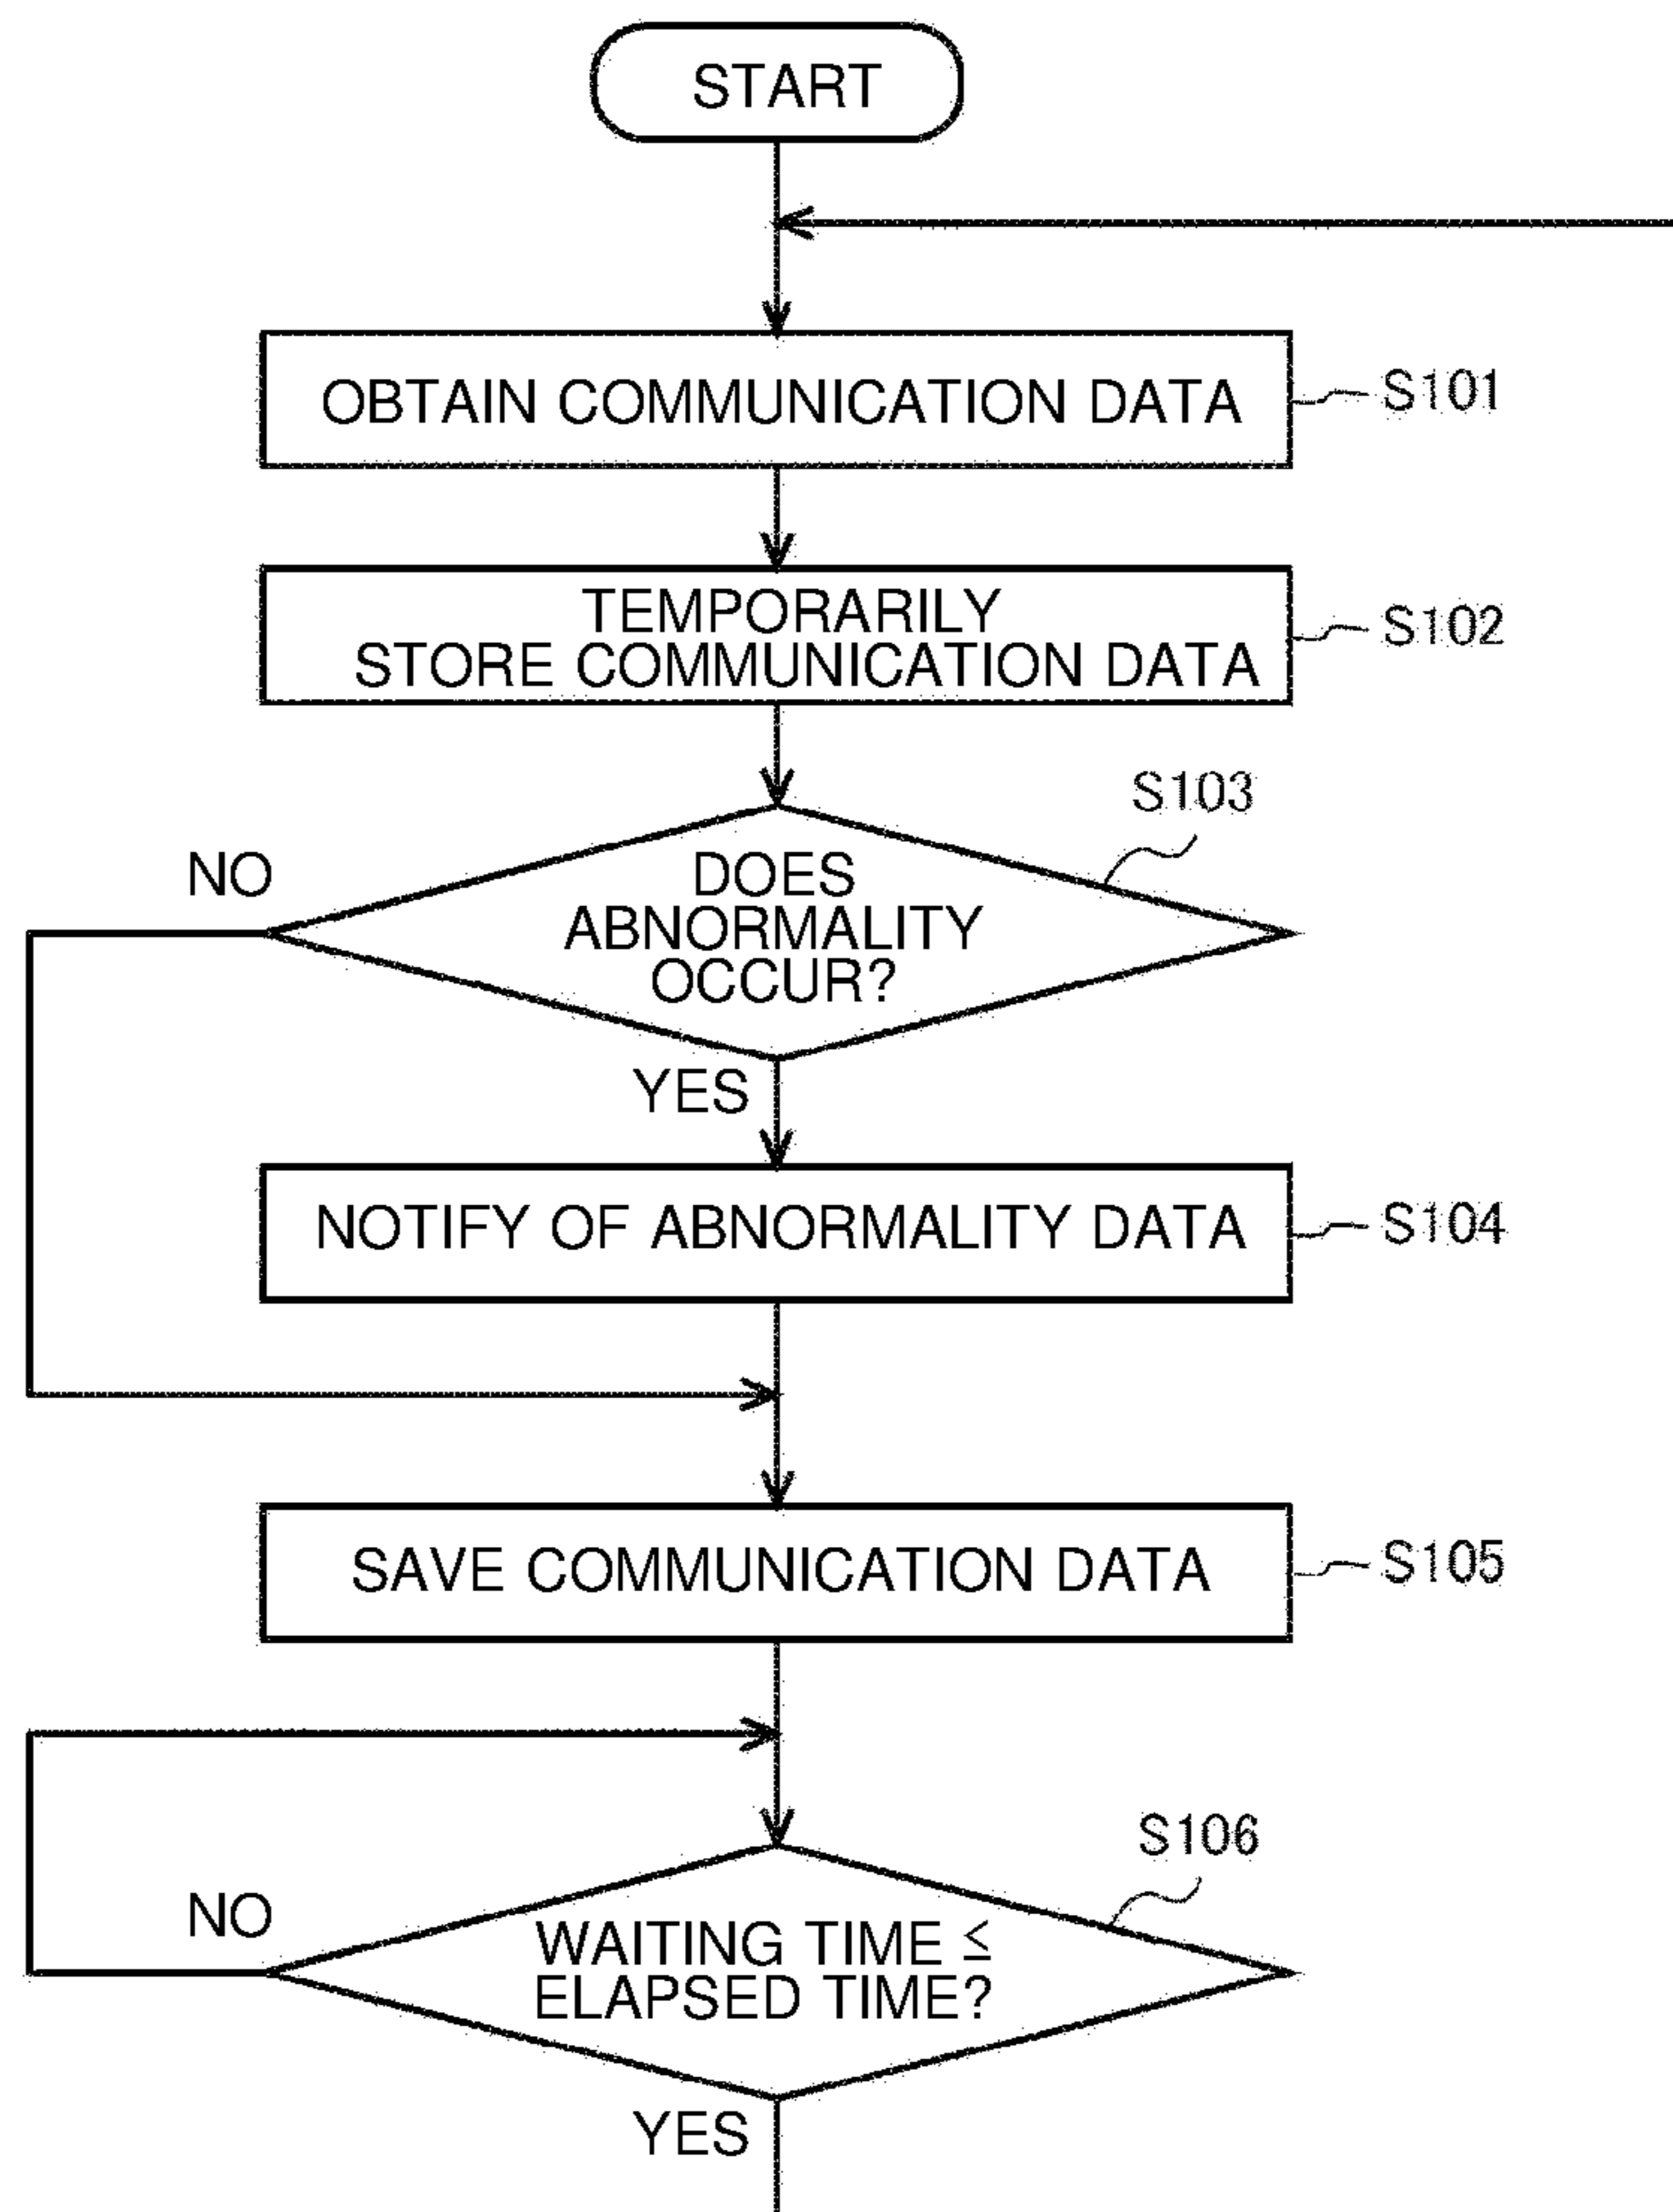 START
OBTAIN COMMUNICATION DATA
S101
TEMPORARILY
STORE COMMUNICATION DATA
S102
S103
NO
DOES
ABNORMALITY
OCCUR?
YES
NOTIFY OF ABNORMALITY DATA
S104
SAVE COMMUNICATION DATA
S105
S106
NO
WAITING TIME ≤
ELAPSED TIME?
YES